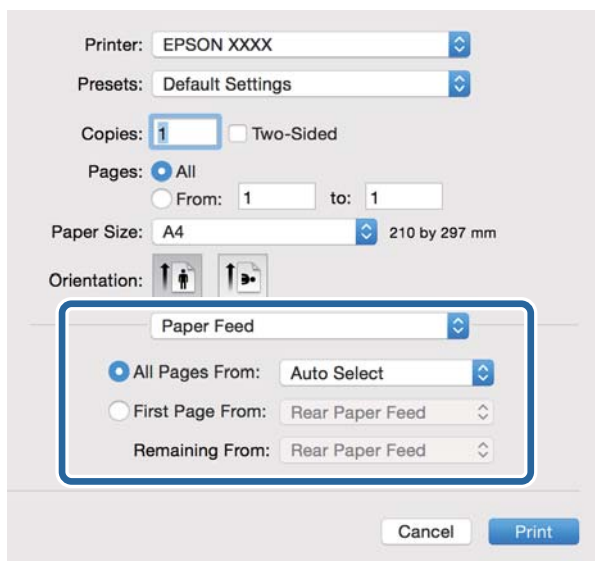 Printer: EPSON XXXX
Presets: Default Settings
Copies: 1 Two-Sided
Pages: All
From: 1 to: 1
Paper Size: A4 210 by 297 mm
Orientation:
Paper Feed
All Pages From: Auto Select
First Page From: Rear Paper Feed
Remaining From: Rear Paper Feed
Cancel Print